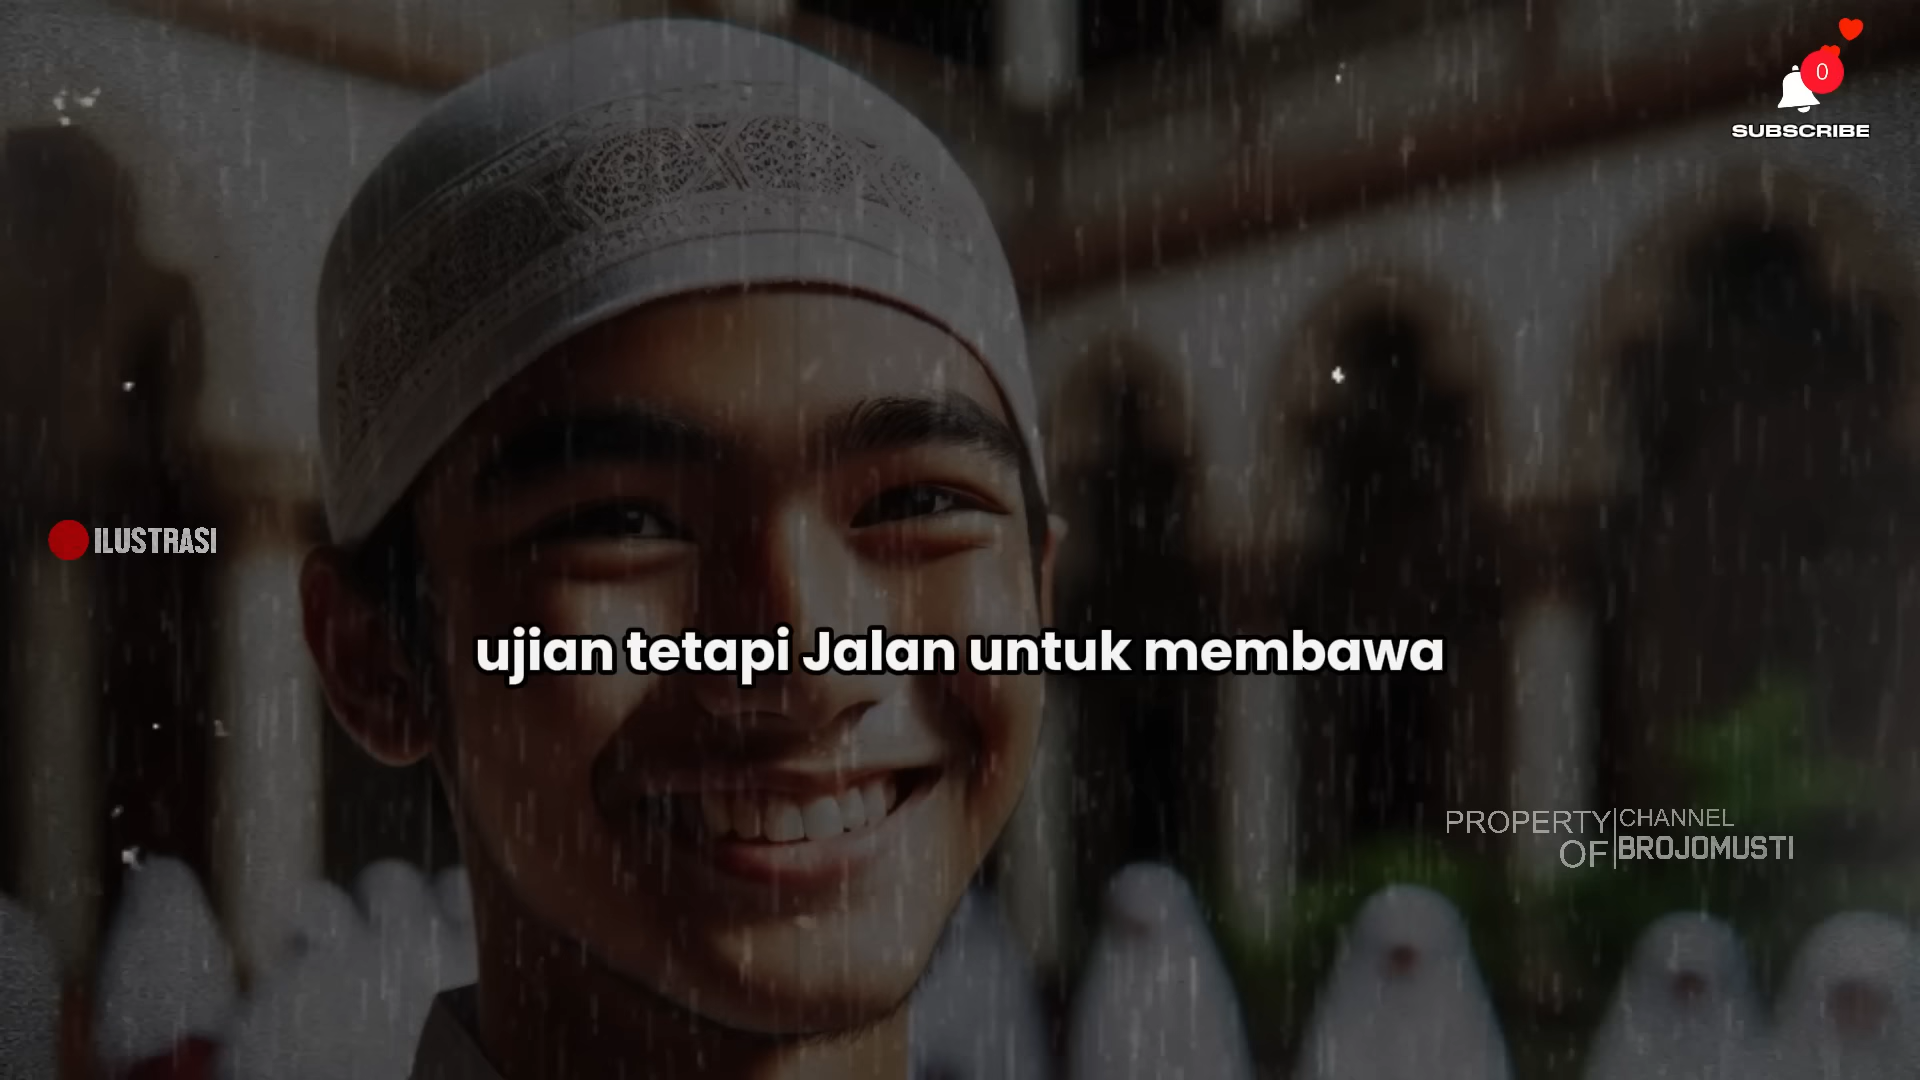 0
SUBSCRIBE
ILUSTRASI
ujian tetapi Jalan untuk membawa
PROPERTY OF
CHANNEL
BROJOMUSTI